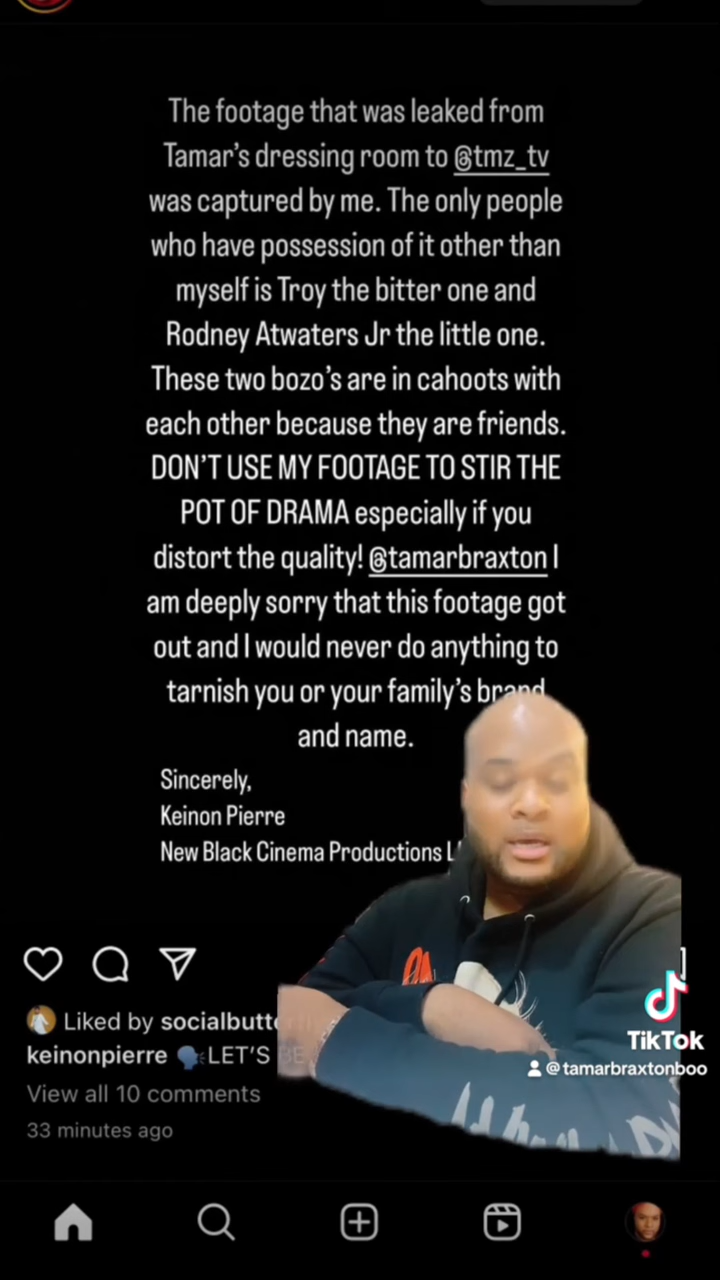 The footage that was leaked from
Tamar's dressing room to @tmz_tv
was captured by me. The only people
who have possession of it other than
myself is Troy the bitter one and
Rodney Atwaters Jr the little one.
These two bozo's are in cahoots with
each other because they are friends.
DON'T USE MY FOOTAGE TO STIR THE
POT OF DRAMA especially if you
distort the quality! @tamarbraxton I
am deeply sorry that this footage got
out and I would never do anything to
tarnish you or your family's brand
and name.
Sincerely,
Keinon Pierre
New Black Cinema Productions
Liked by
keinonpierre 🗣️LET'S BE
View all 10 comments
33 minutes ago
TikTok
@tamarbraxtonboo